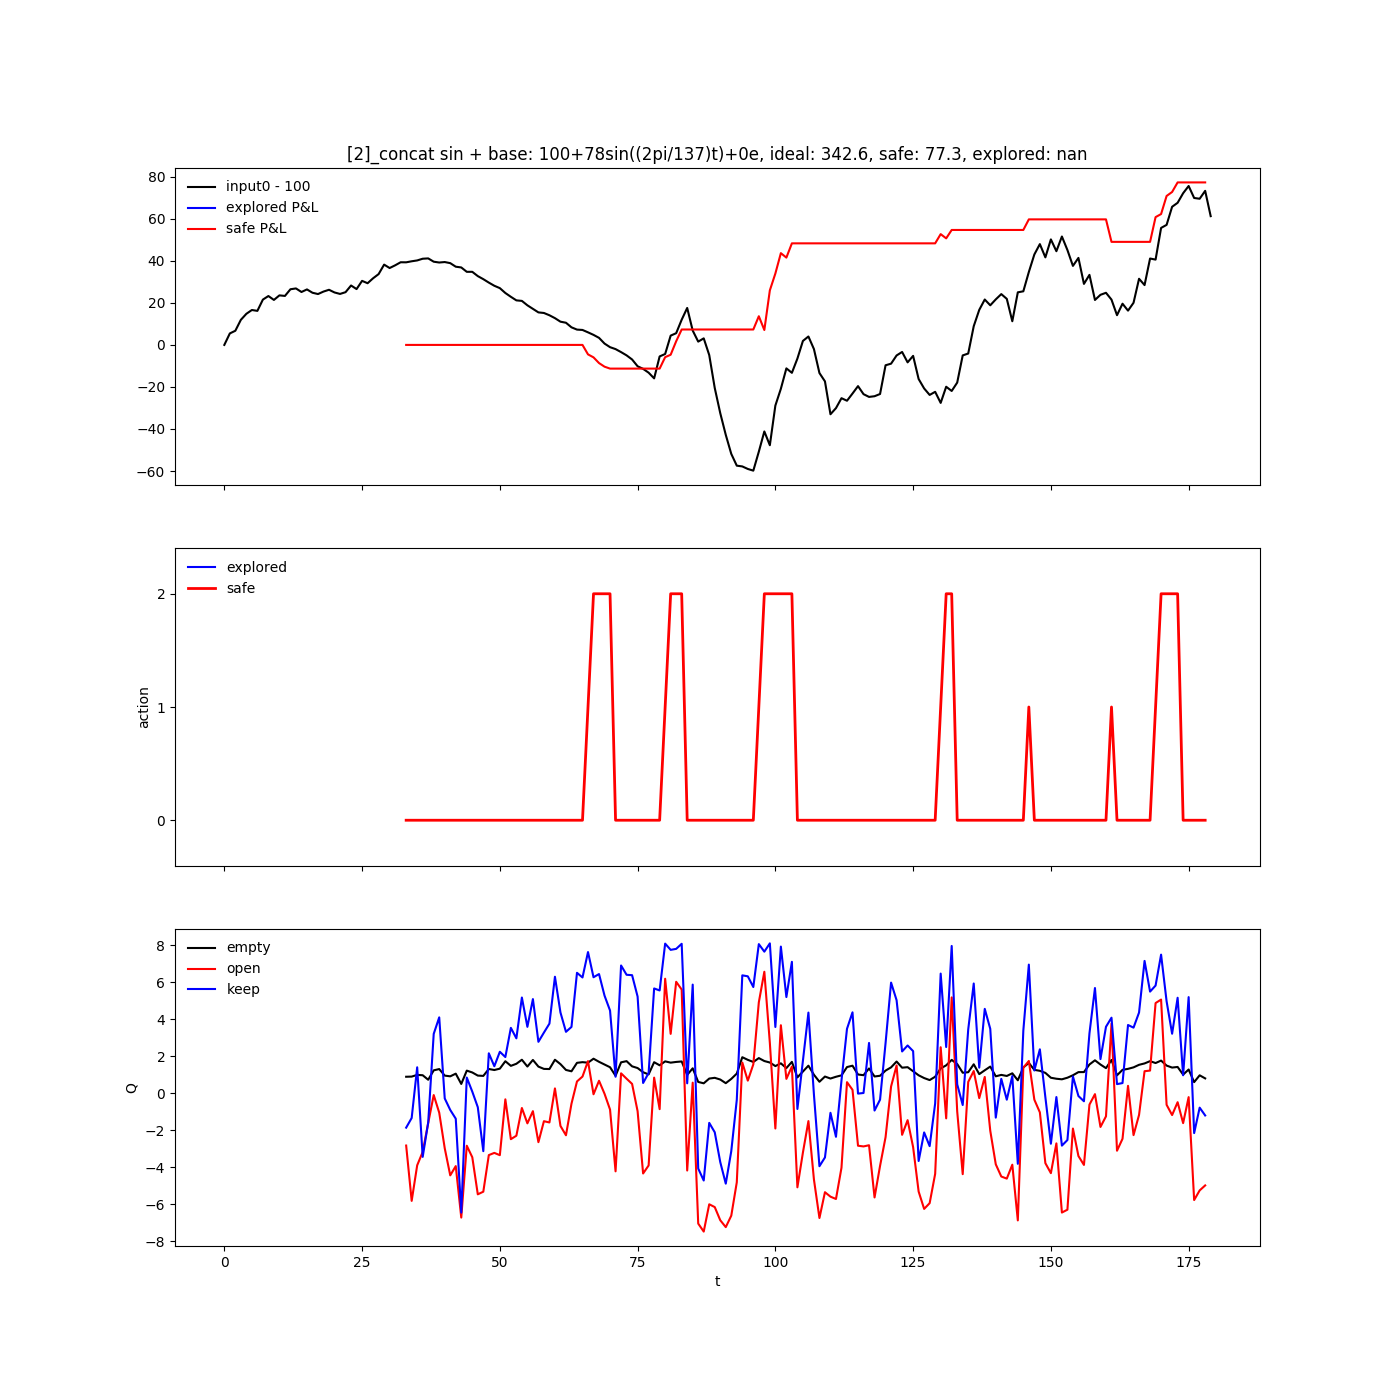 [2]_concat sin + base: 100+78sin((2pi/137)t)+0e, ideal: 342.6, safe: 77.3, explored: nan
80
60
40
20
0
−20
−40
−60
input0 - 100
explored P&L
safe P&L
2
1
0
action
explored
safe
8
6
4
2
0
−2
−4
−6
−8
Q
empty
open
keep
0 25 50 75 100 125 150 175
t